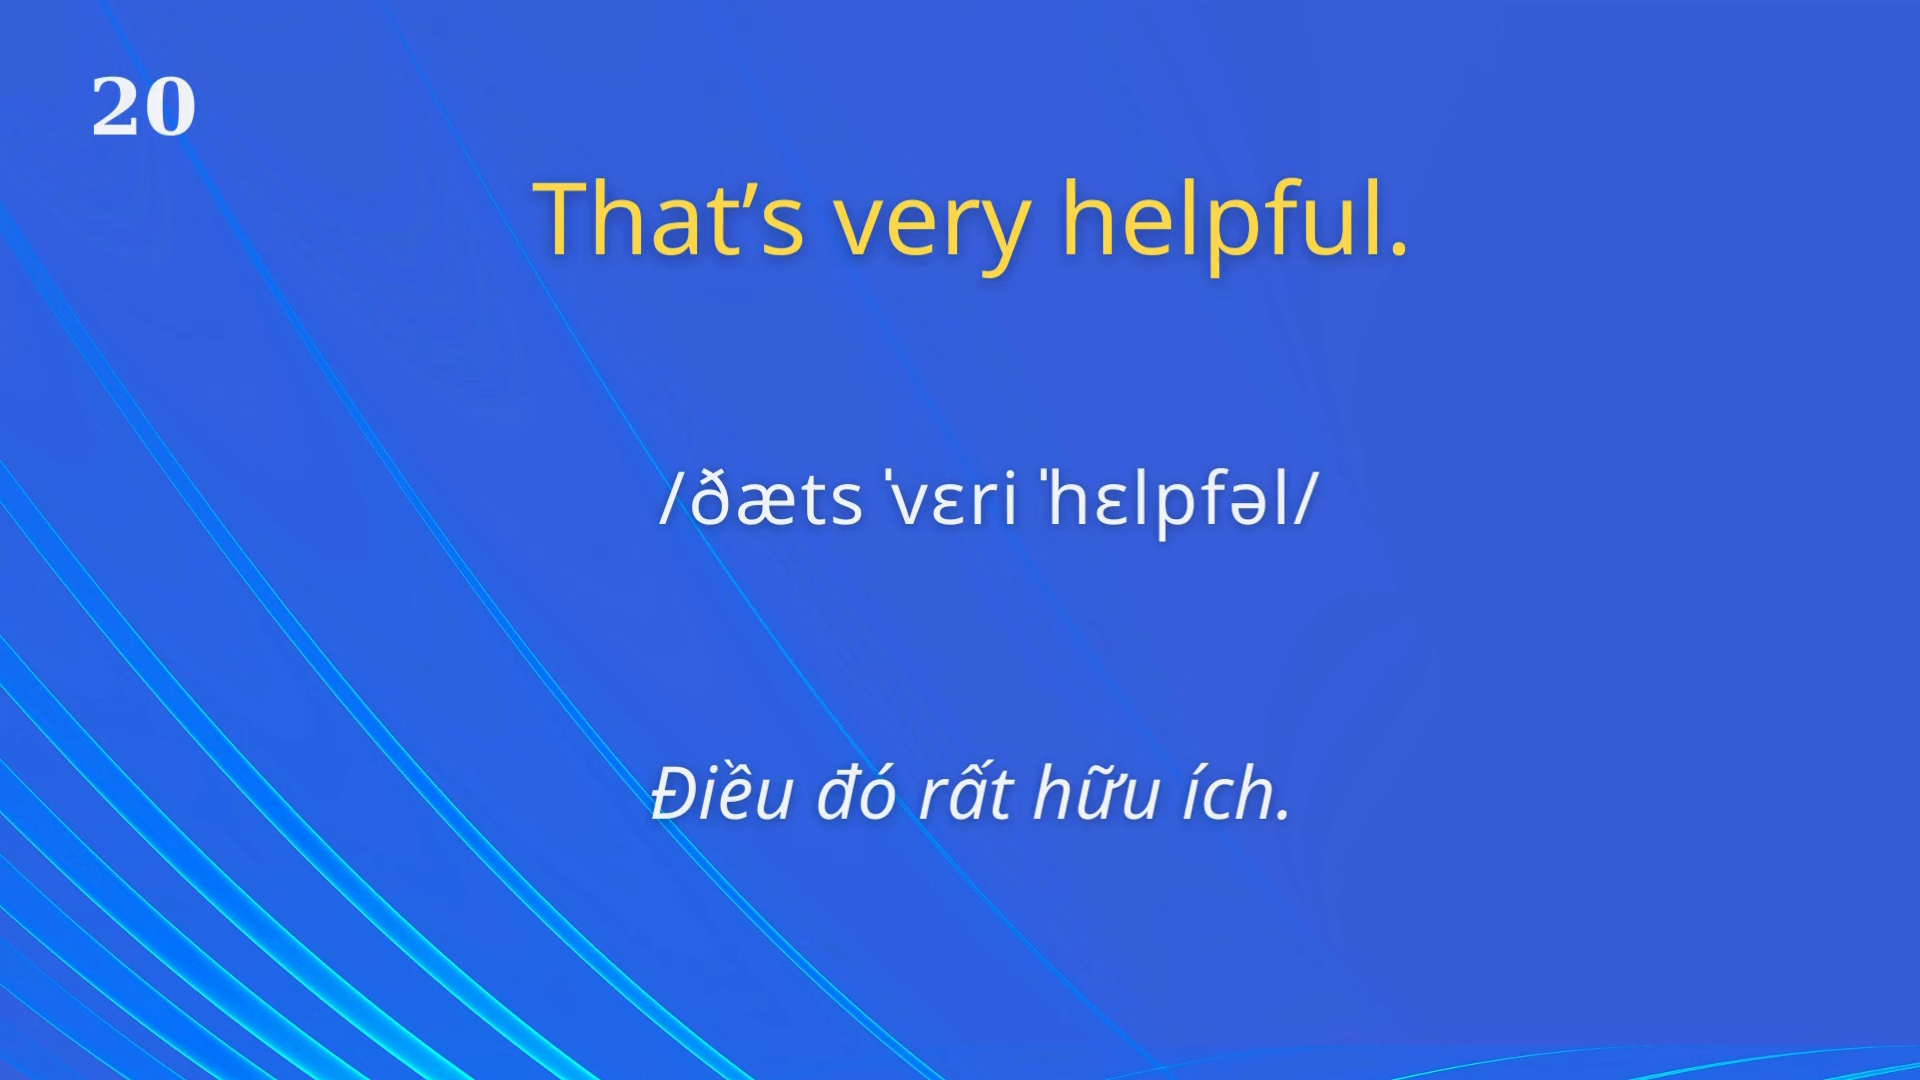 20
That’s very helpful.
/ðæts ˈvɛri ˈhɛlpfəl/
Điều đó rất hữu ích.